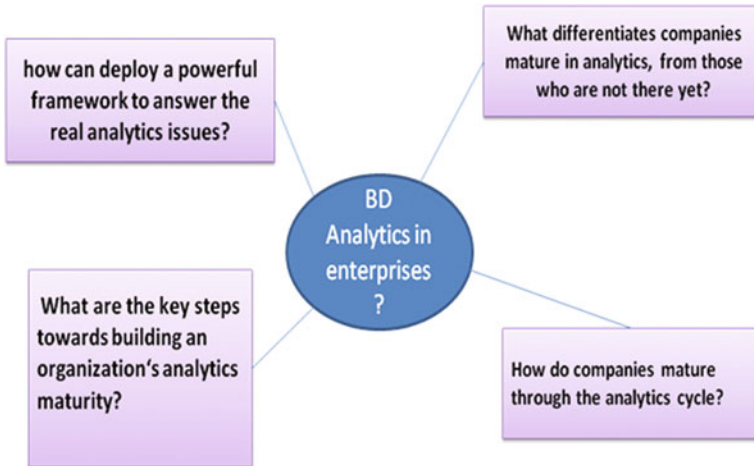 how can deploy a powerful
framework to answer the
real analytics issues?
What differentiates companies
mature in analytics, from those
who are not there yet?
BD
Analytics in
enterprises
?
What are the key steps
towards building an
organization‘s analytics
maturity?
How do companies mature
through the analytics cycle?